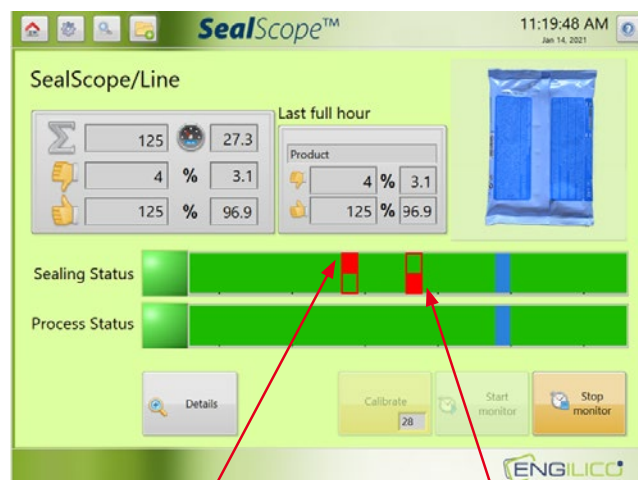 SealScope™
11:19:48 AM
Jan 14, 2021
SealScope/Line
Last full hour
125 27.3
Product
4 % 3.1
4 % 3.1
125 % 96.9
125 % 96.9
Sealing Status
Process Status
Details
Calibrate
28
Start
monitor
Stop
monitor
ENGILICO